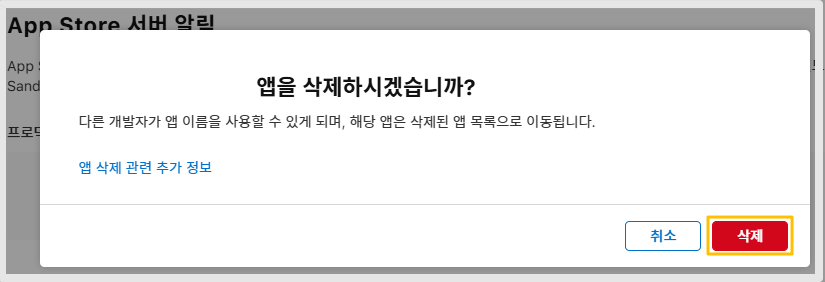 App Store 서버 알림
App
앱을 삭제하시겠습니까?
Sand
다른 개발자가 앱 이름을 사용할 수 있게 되며, 해당 앱은 삭제된 앱 목록으로 이동됩니다.
앱 삭제 관련 추가 정보
취소
삭제